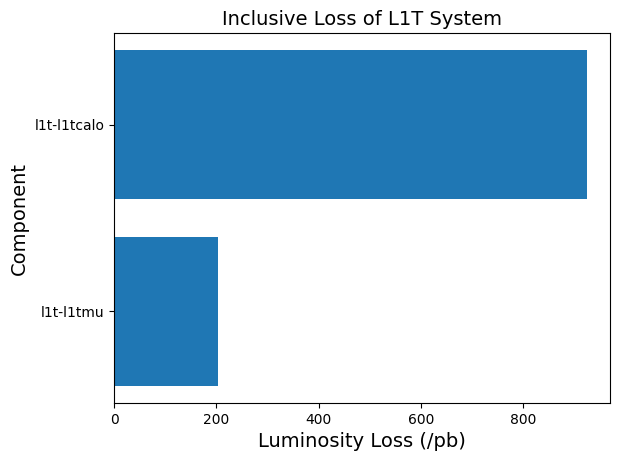 Inclusive Loss of L1T System
Component
l1t-l1tcalo
l1t-l1tmu
0 200 400 600 800
Luminosity Loss (/pb)